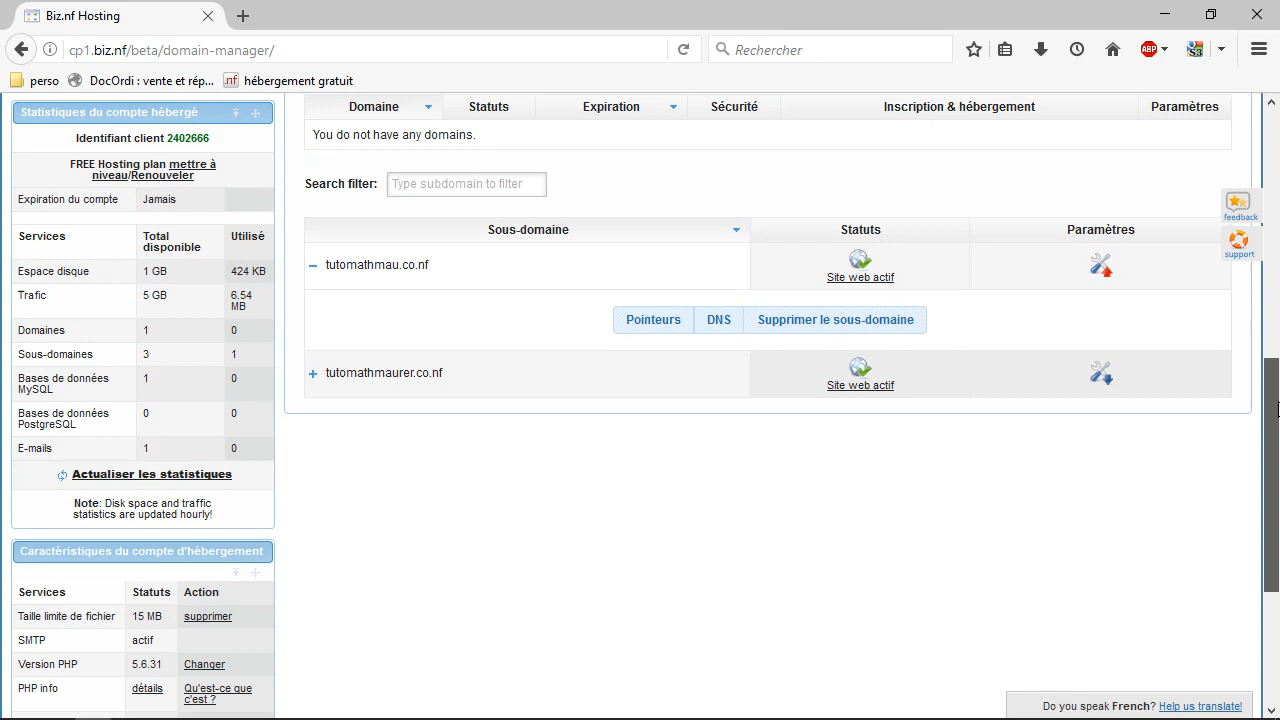 Biz.nf Hosting
cp1.biz.nf/beta/domain-manager/
Rechercher
ABP
perso
DocOrdi : vente et rép...
.nf hébergement gratuit
Statistiques du compte hébergé
Identifiant client 2402666
FREE Hosting plan mettre à
niveau/Renouveler
Expiration du compte Jamais
Services Total
disponible Utilisé
Espace disque 1 GB 424 KB
Trafic 5 GB 6.54
MB
Domaines 1 0
Sous-domaines 3 1
Bases de données
MySQL 1 0
Bases de données
PostgreSQL 0 0
E-mails 1 0
Actualiser les statistiques
Note: Disk space and traffic
statistics are updated hourly!
Caractéristiques du compte d'hébergement
Services Statuts Action
Taille limite de fichier 15 MB supprimer
SMTP actif
Version PHP 5.6.31 Changer
PHP info détails Qu'est-ce que
c'est ?
Domaine Statuts Expiration Sécurité Inscription & hébergement Paramètres
You do not have any domains.
Search filter: Type subdomain to filter
Sous-domaine Statuts Paramètres
tutomathmau.co.nf Site web actif
Pointeurs DNS Supprimer le sous-domaine
tutomathmaurer.co.nf Site web actif
feedback
support
Do you speak French? Help us translate!